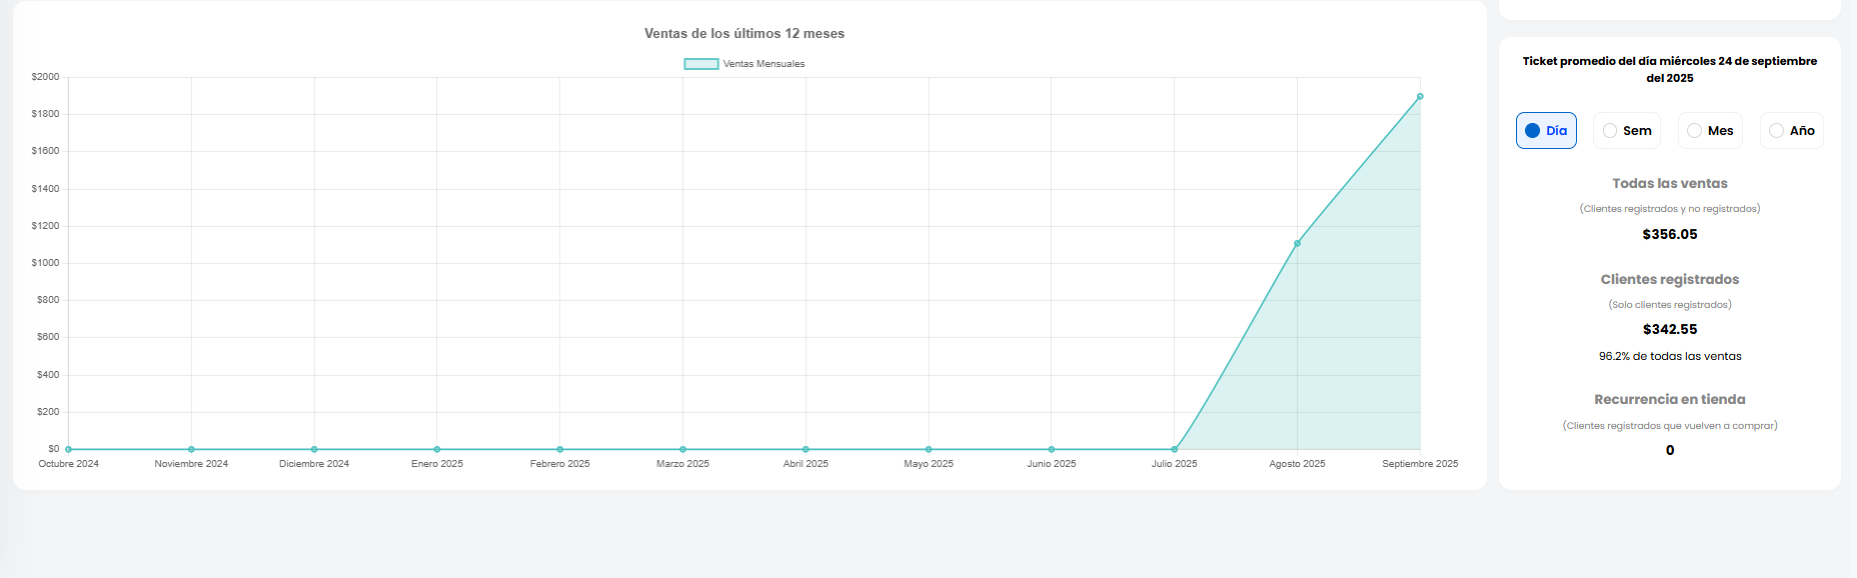 Ventas de los últimos 12 meses
Ventas Mensuales
$2000
$1800
$1600
$1400
$1200
$1000
$800
$600
$400
$200
$0
Octubre 2024
Noviembre 2024
Diciembre 2024
Enero 2025
Febrero 2025
Marzo 2025
Abril 2025
Mayo 2025
Junio 2025
Julio 2025
Agosto 2025
Septiembre 2025
Ticket promedio del día miércoles 24 de septiembre
del 2025
Día
Sem
Mes
Año
Todas las ventas
(Clientes registrados y no registrados)
$356.05
Clientes registrados
(Solo clientes registrados)
$342.55
96.2% de todas las ventas
Recurrencia en tienda
(Clientes registrados que vuelven a comprar)
0